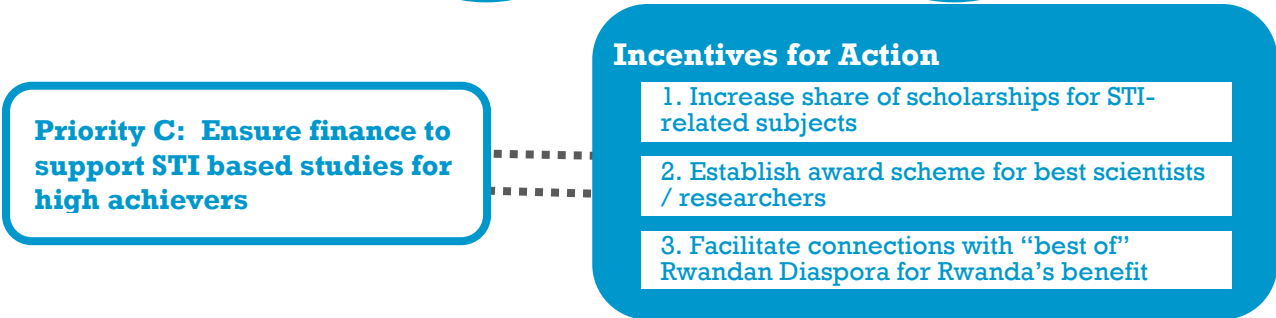 Incentives for Action
1. Increase share of scholarships for STI-
related subjects
Priority C:  Ensure finance to
support STI based studies for
high achievers
2. Establish award scheme for best scientists
/ researchers
3. Facilitate connections with “best of”
Rwandan Diaspora for Rwanda’s benefit